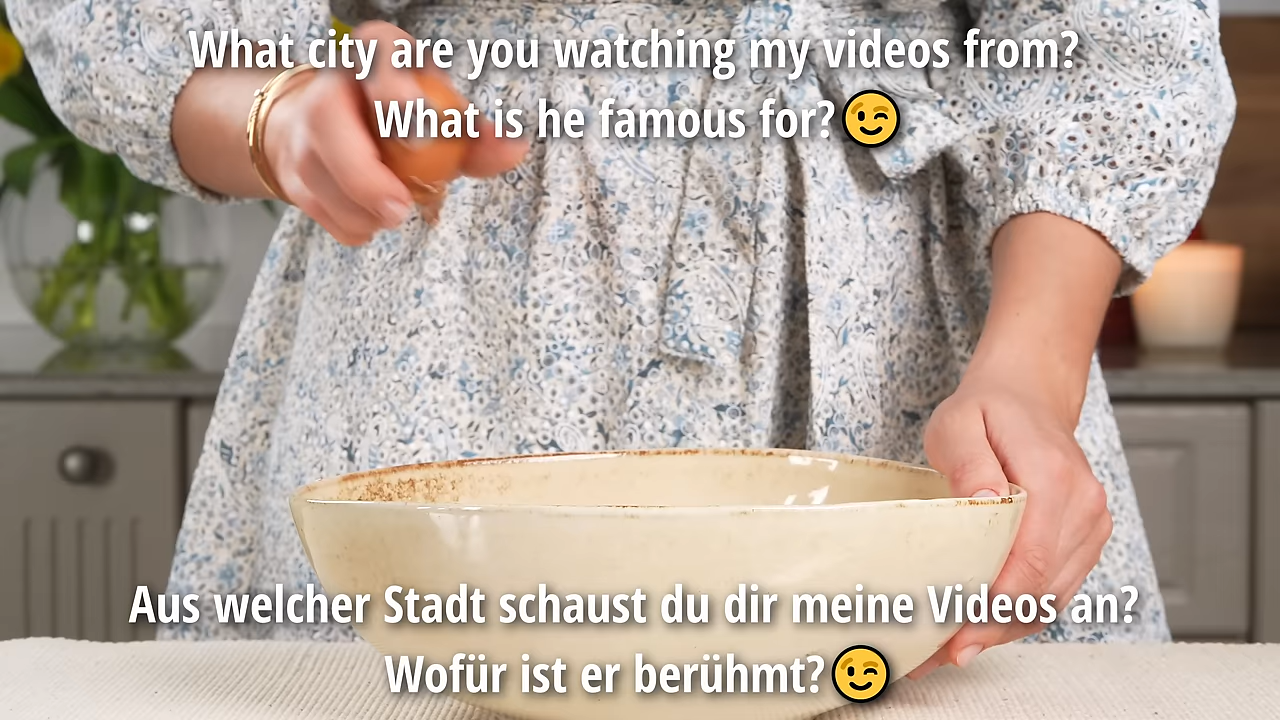 What city are you watching my videos from?
What is he famous for?😉
Aus welcher Stadt schaust du dir meine Videos an?
Wofür ist er berühmt?😉